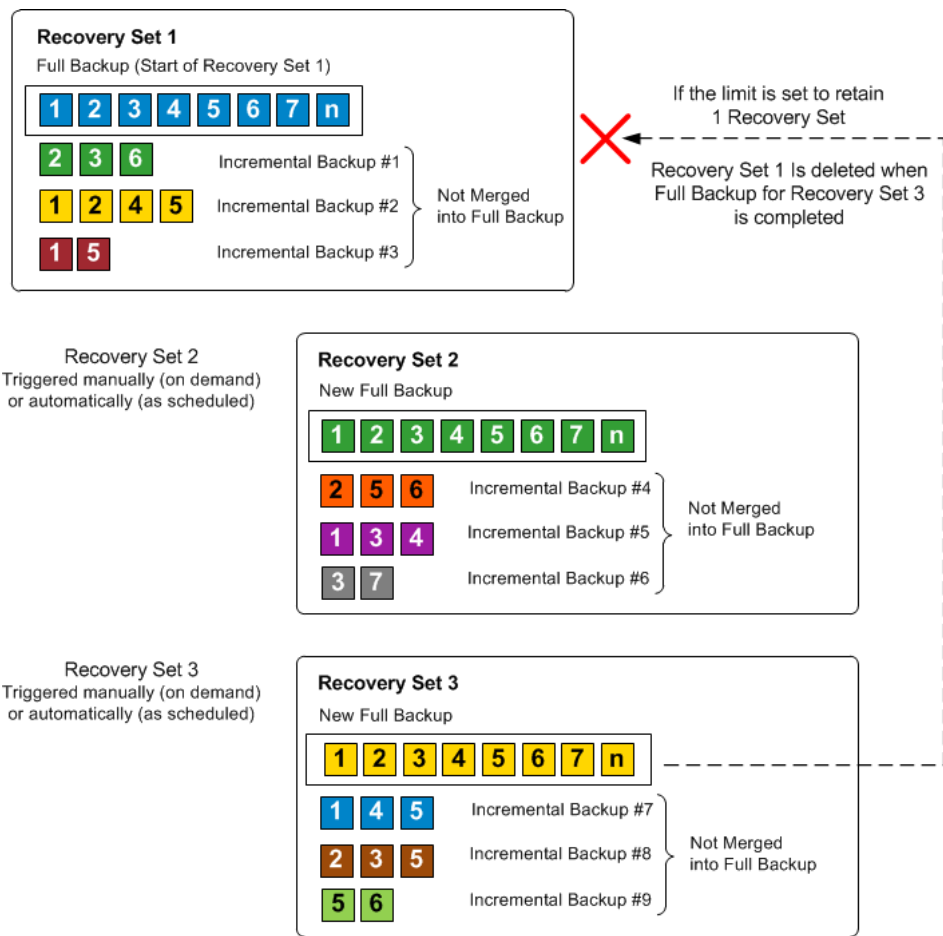 Recovery Set 1
Full Backup (Start of Recovery Set 1)
1 2 3 4 5 6 7 n
2 3 6 Incremental Backup #1
1 2 4 5 Incremental Backup #2
1 5 Incremental Backup #3
Not Merged
into Full Backup
If the limit is set to retain
1 Recovery Set
Recovery Set 1 Is deleted when
Full Backup for Recovery Set 3
is completed
Recovery Set 2
Triggered manually (on demand)
or automatically (as scheduled)
Recovery Set 2
New Full Backup
1 2 3 4 5 6 7 n
2 5 6 Incremental Backup #4
1 3 4 Incremental Backup #5
3 7 Incremental Backup #6
Not Merged
into Full Backup
Recovery Set 3
Triggered manually (on demand)
or automatically (as scheduled)
Recovery Set 3
New Full Backup
1 2 3 4 5 6 7 n
1 4 5 Incremental Backup #7
2 3 5 Incremental Backup #8
5 6 Incremental Backup #9
Not Merged
into Full Backup